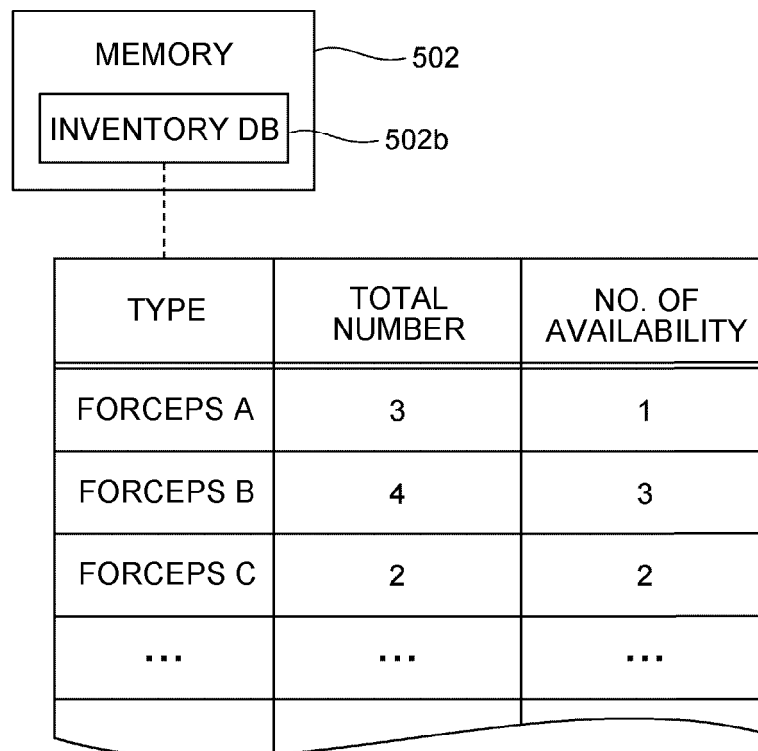 MEMORY
502
INVENTORY DB
502b
TYPE
TOTAL NUMBER
NO. OF AVAILABILITY
FORCEPS A 3 1
FORCEPS B 4 3
FORCEPS C 2 2
... ... ...